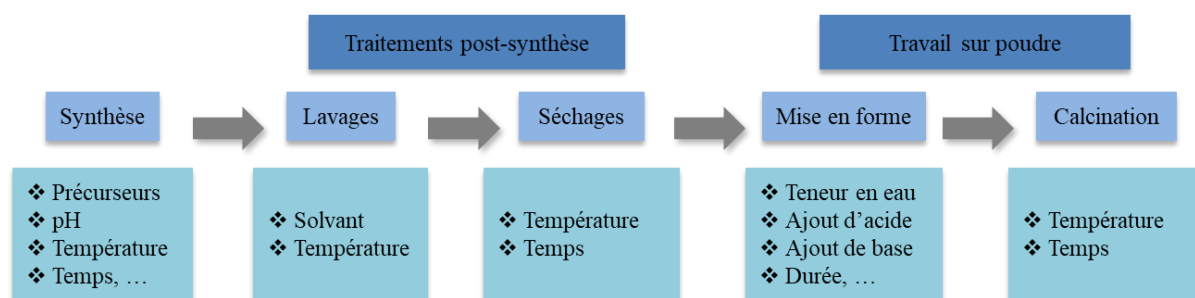 Traitements post-synthèse
Travail sur poudre
Synthèse
Lavages
Séchages
Mise en forme
Calcination
❖ Précurseurs
❖ pH
❖ Température
❖ Temps, …
❖ Solvant
❖ Température
❖ Température
❖ Temps
❖ Teneur en eau
❖ Ajout d’acide
❖ Ajout de base
❖ Durée, …
❖ Température
❖ Temps